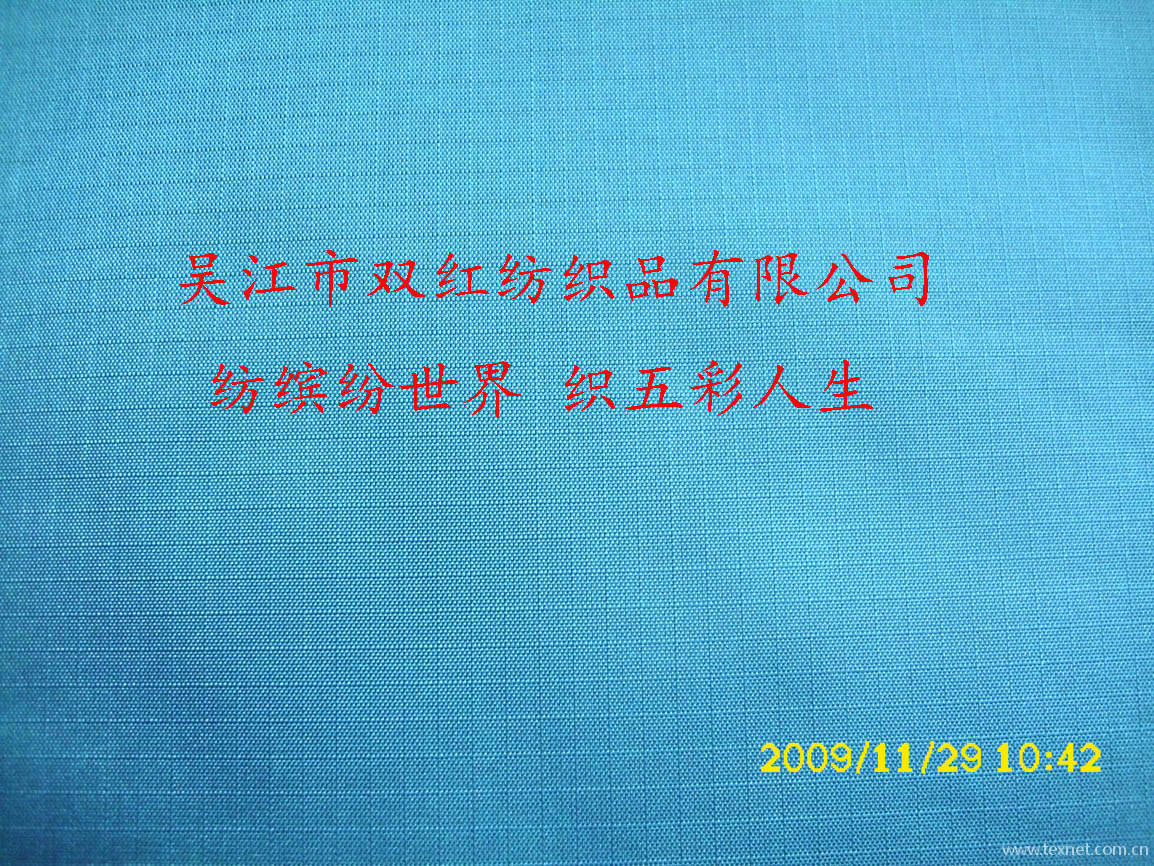 吴江市双红纺织品有限公司
纺缤纷世界 织五彩人生
2009/11/29 10:42
www.texnet.com.cn